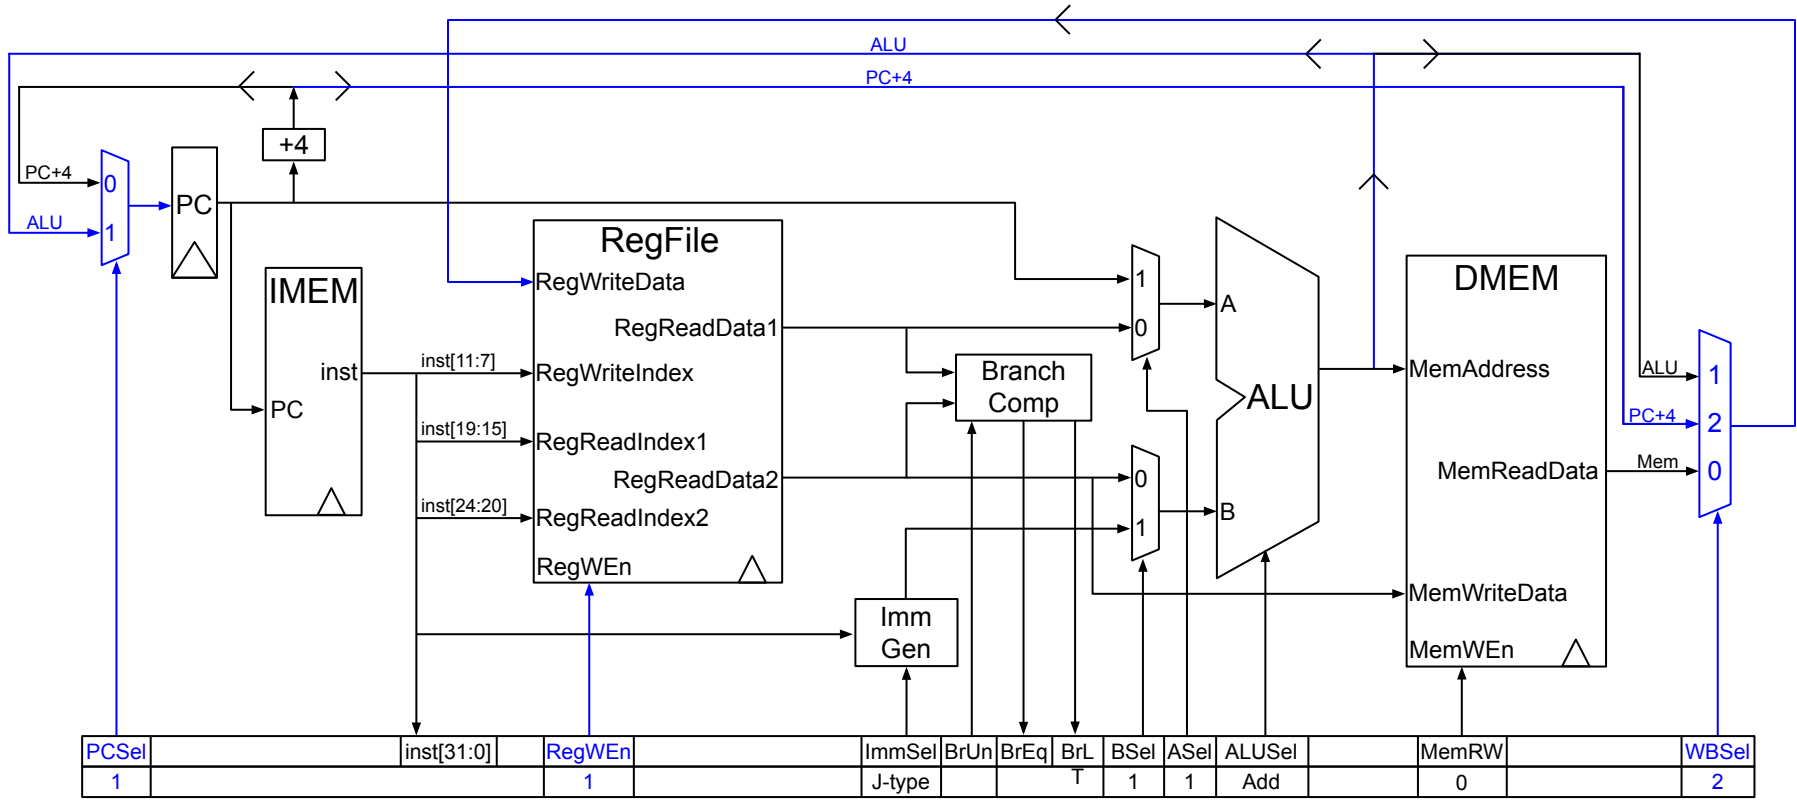 ALU
PC+4
+4
PC+4
0
PC
ALU
1
RegFile
IMEM
RegWriteData
1
DMEM
A
RegReadData1
0
inst
inst[11:7]
RegWriteIndex
Branch
Comp
ALU
MemAddress
ALU
1
PC
PC+4
2
inst[19:15]
RegReadIndex1
RegReadData2
0
MemReadData
Mem
0
inst[24:20]
RegReadIndex2
1
B
RegWEn
MemWriteData
Imm
Gen
MemWEn
PCSel
inst[31:0]
RegWEn
ImmSel
BrUn
BrEq
BrL
T
BSel
ASel
ALUSel
MemRW
WBSel
1
1
J-type
1
1
Add
0
2